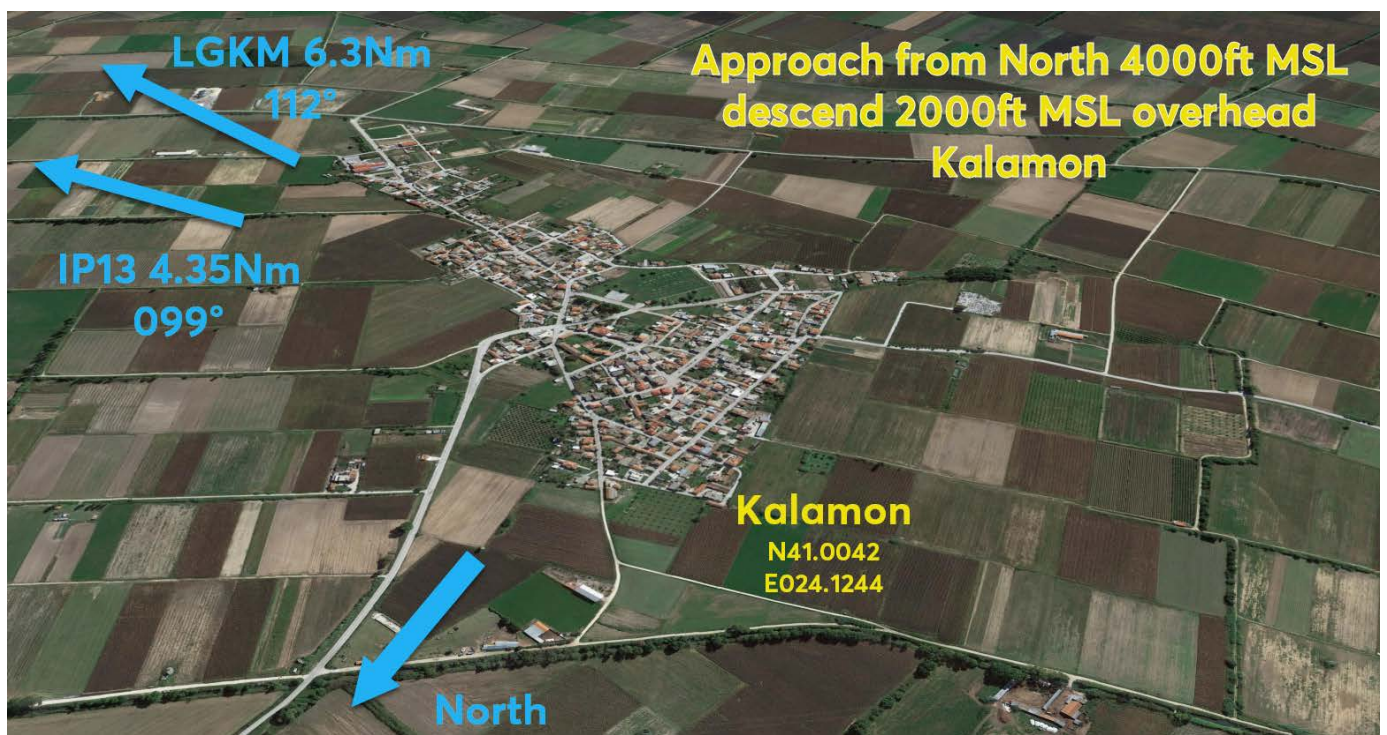 LGKM 6.3Nm
112°
Approach from North 4000ft MSL
descend 2000ft MSL overhead
Kalamon
IP13 4.35Nm
099°
Kalamon
N41.0042
E024.1244
North